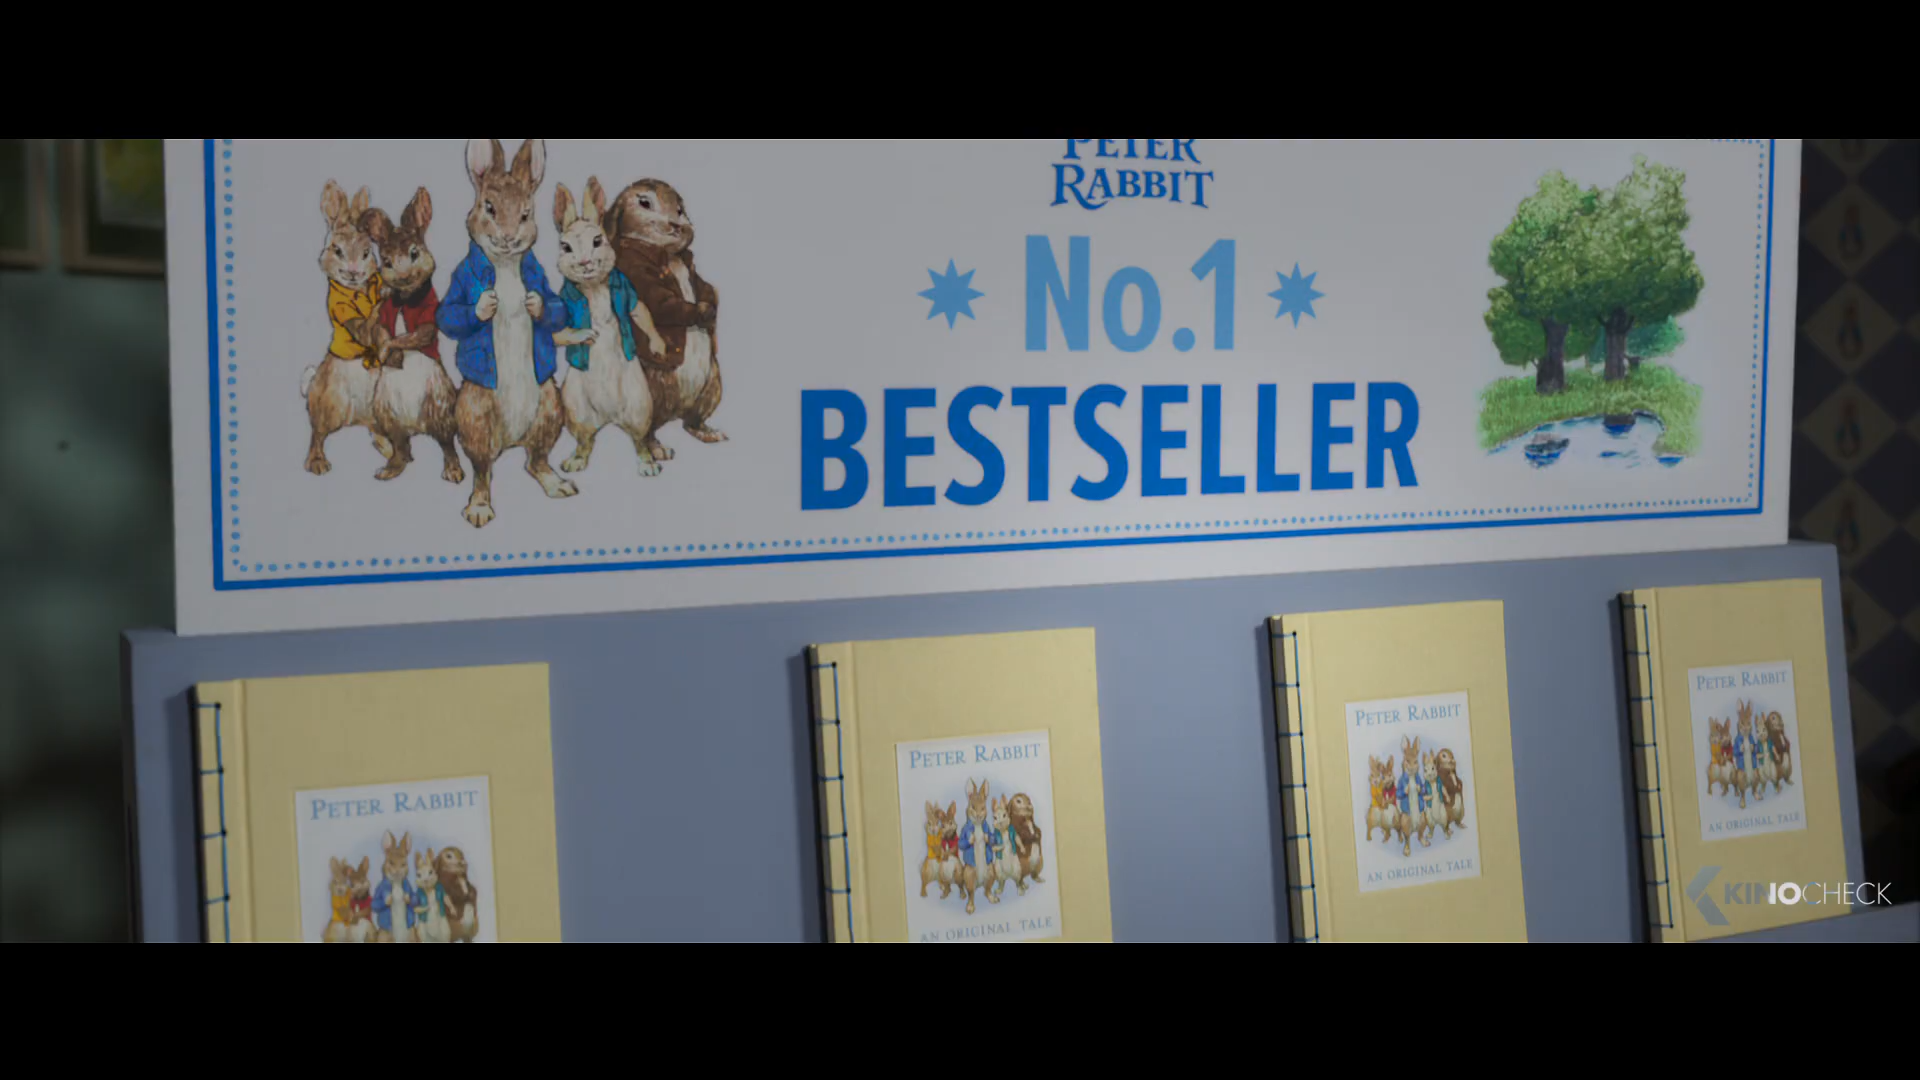 PETER
RABBIT
No.1
BESTSELLER
PETER RABBIT
PETER RABBIT
AN ORIGINAL TALE
PETER RABBIT
AN ORIGINAL TALE
PETER RABBIT
AN ORIGINAL TALE
KINOCHECK